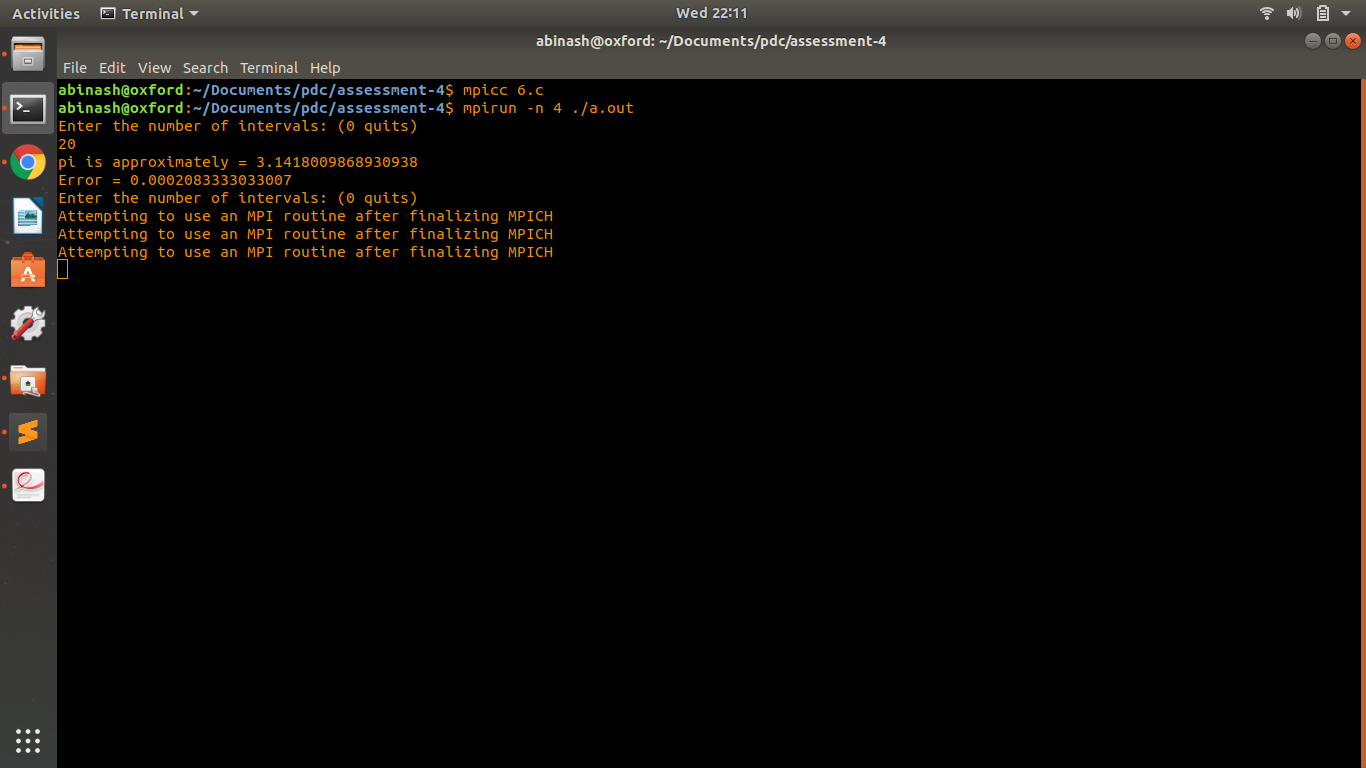 Activities Terminal Wed 22:11
abinash@oxford: ~/Documents/pdc/assessment-4
File Edit View Search Terminal Help
abinash@oxford:~/Documents/pdc/assessment-4$ mpicc 6.c
abinash@oxford:~/Documents/pdc/assessment-4$ mpirun -n 4 ./a.out
Enter the number of intervals: (0 quits)
20
pi is approximately = 3.1418009868930938
Error = 0.0002083333033007
Enter the number of intervals: (0 quits)
Attempting to use an MPI routine after finalizing MPICH
Attempting to use an MPI routine after finalizing MPICH
Attempting to use an MPI routine after finalizing MPICH